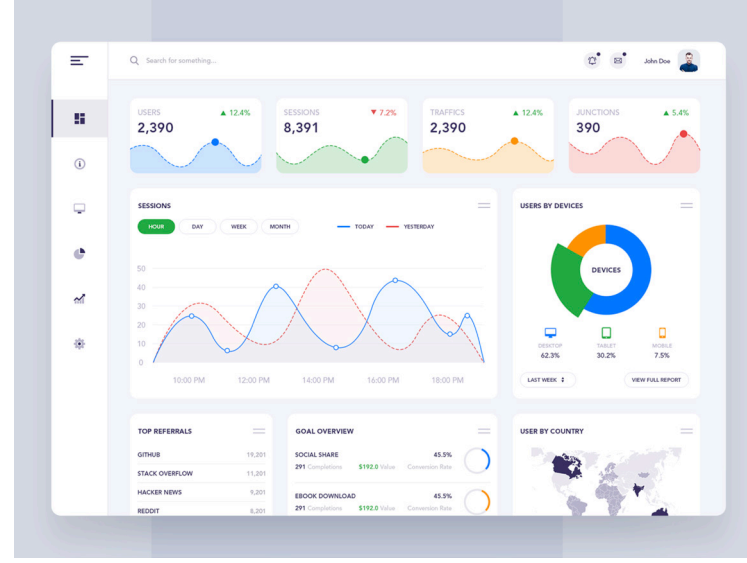 Search for something...
John Doe
USERS
▲ 12.4%
2,390
SESSIONS
▼ 7.2%
8,391
TRAFFICS
▲ 12.4%
2,390
JUNCTIONS
▲ 5.4%
390
SESSIONS
HOUR DAY WEEK MONTH TODAY YESTERDAY
50
40
30
20
10
0
10:00 PM 12:00 PM 14:00 PM 16:00 PM 18:00 PM
USERS BY DEVICES
DEVICES
DESKTOP TABLET MOBILE
62.3% 30.2% 7.5%
LAST WEEK VIEW FULL REPORT
TOP REFERRALS
GITHUB 19,201
STACK OVERFLOW 11,201
HACKER NEWS 9,201
REDDIT 8,201
GOAL OVERVIEW
SOCIAL SHARE 45.5%
291 Completions $192.0 Value Conversion Rate
EBOOK DOWNLOAD 45.5%
291 Completions $192.0 Value Conversion Rate
USER BY COUNTRY